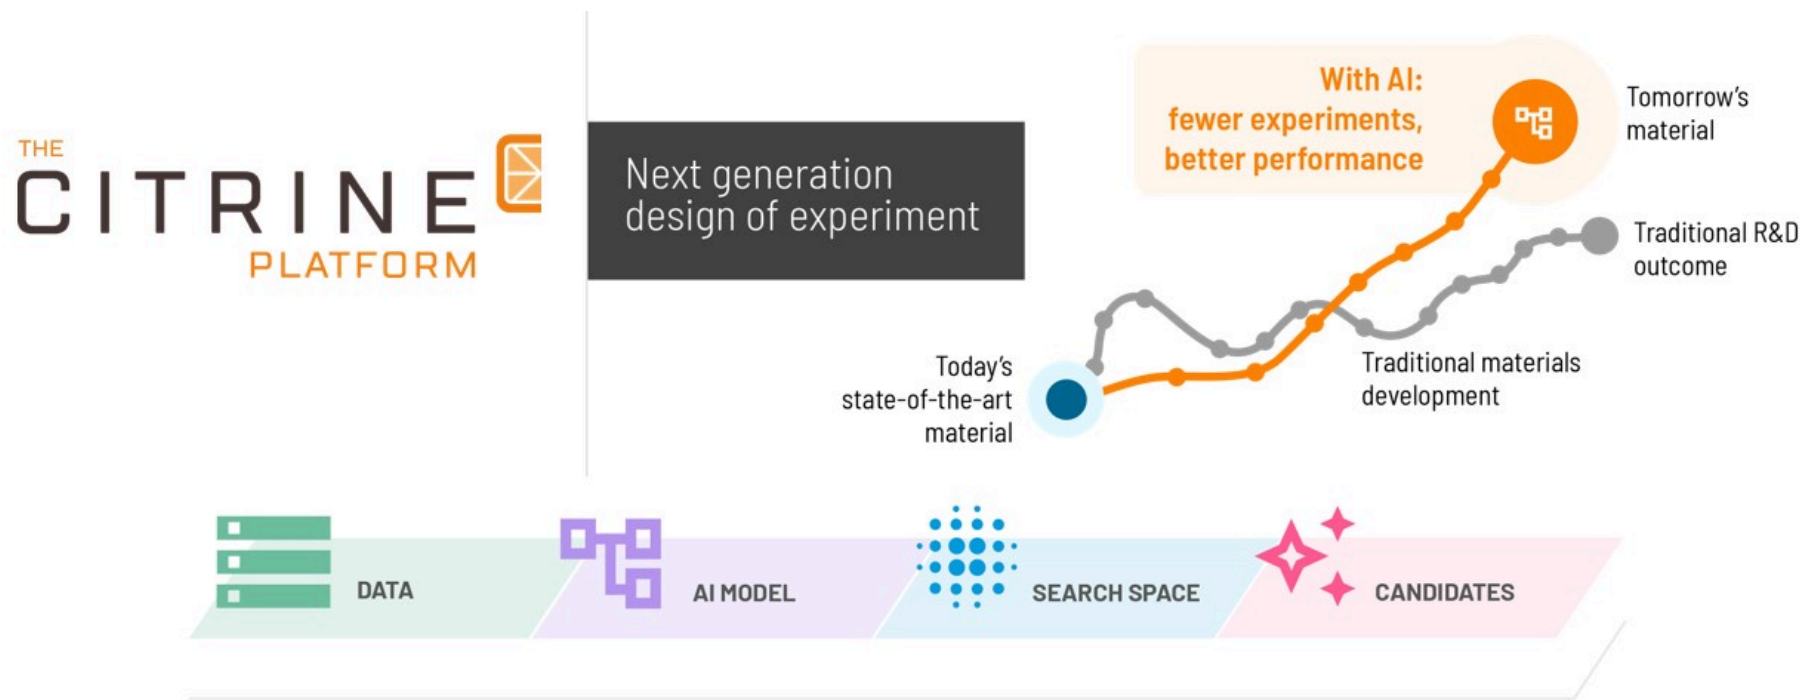 THE
CITRINE
PLATFORM
Next generation
design of experiment
With AI:
fewer experiments,
better performance
Tomorrow's
material
Traditional R&D
outcome
Today's
state-of-the-art
material
Traditional materials
development
DATA
AI MODEL
SEARCH SPACE
CANDIDATES